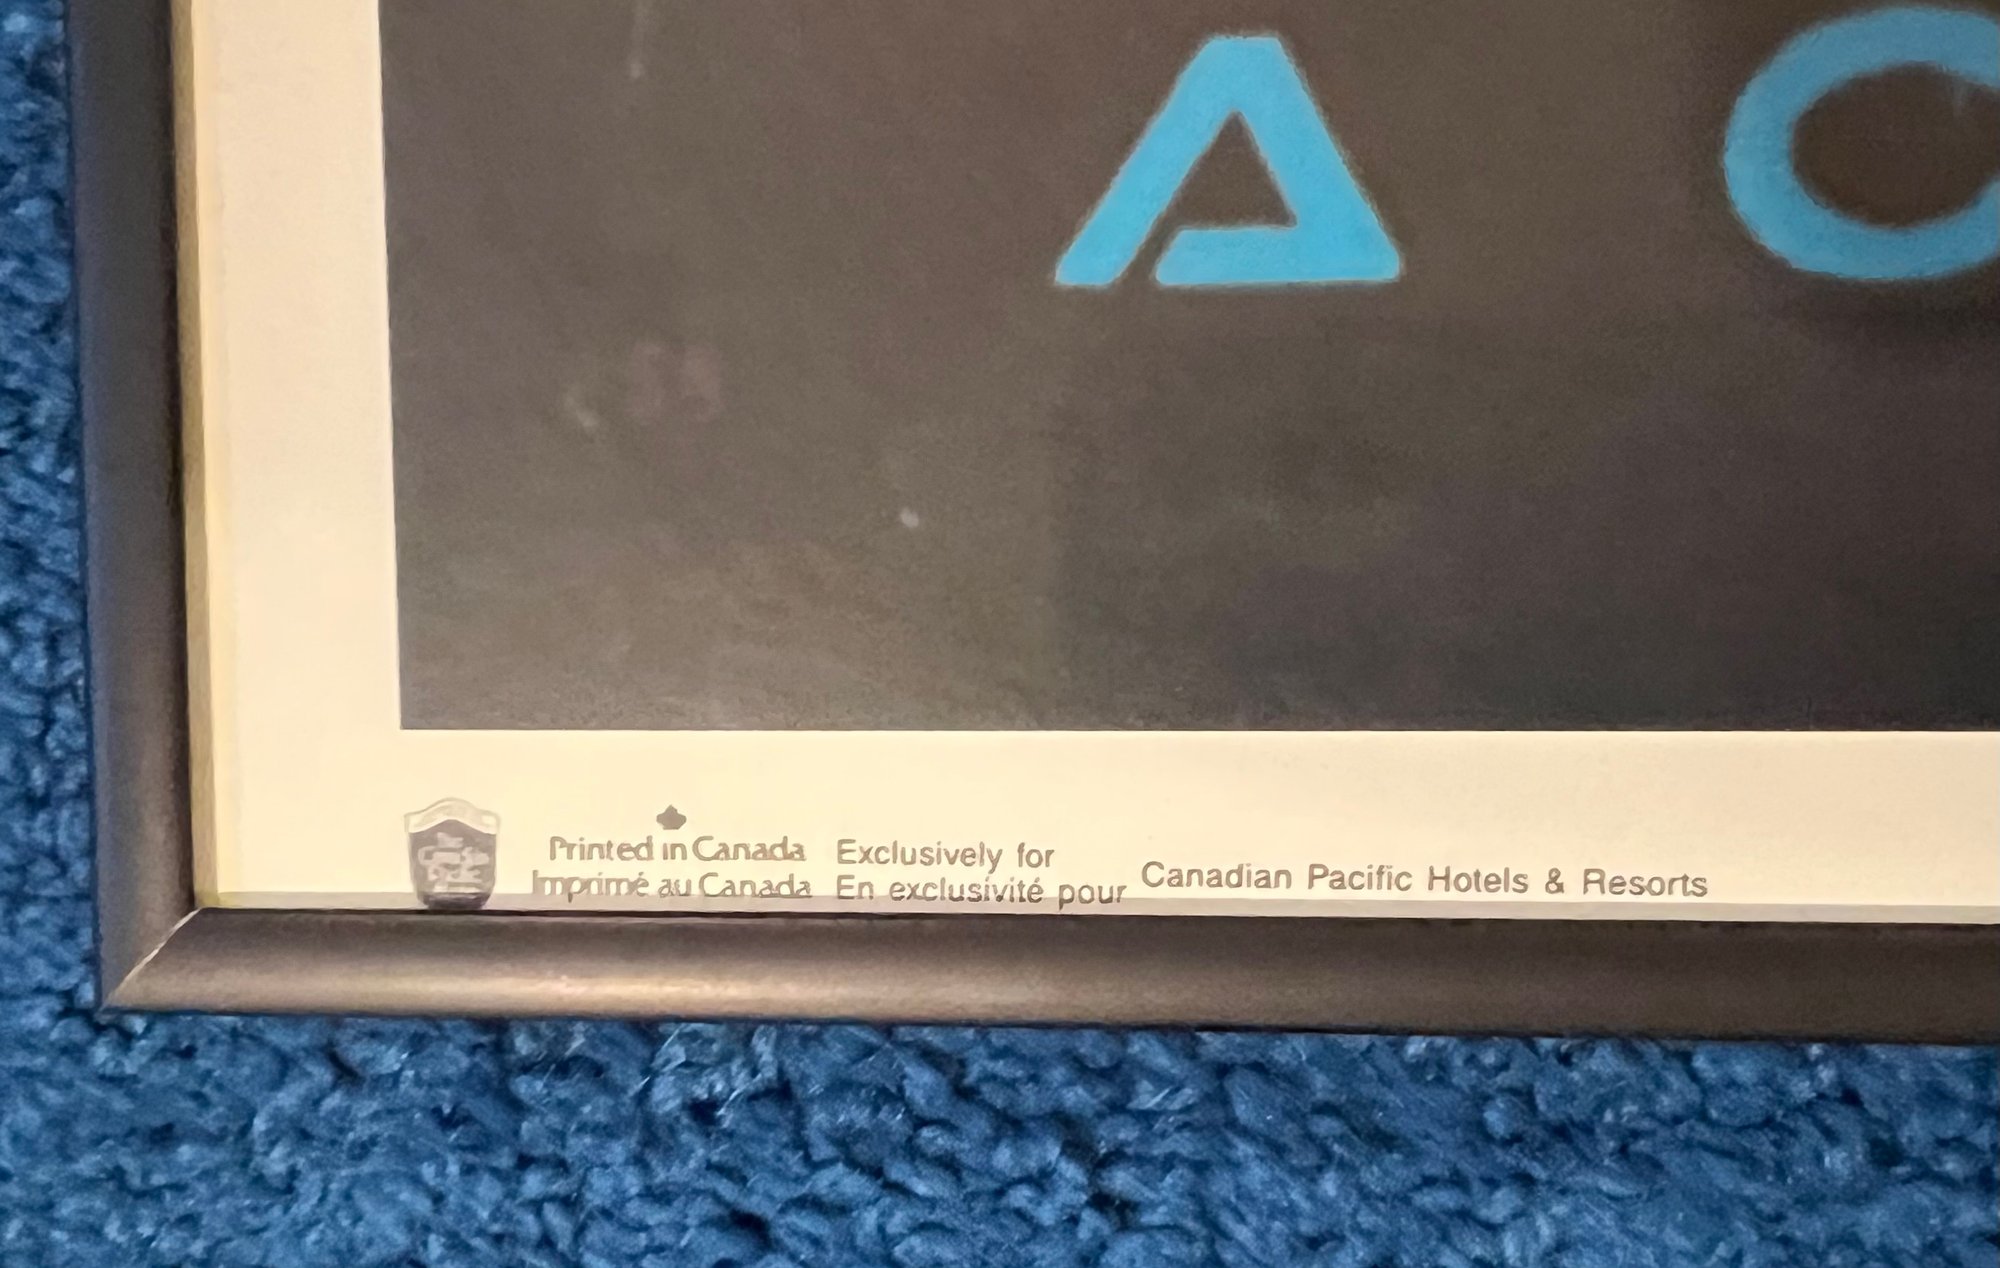 A C
Printed in Canada Exclusively for
Imprimé au Canada En exclusivité pour
Canadian Pacific Hotels & Resorts